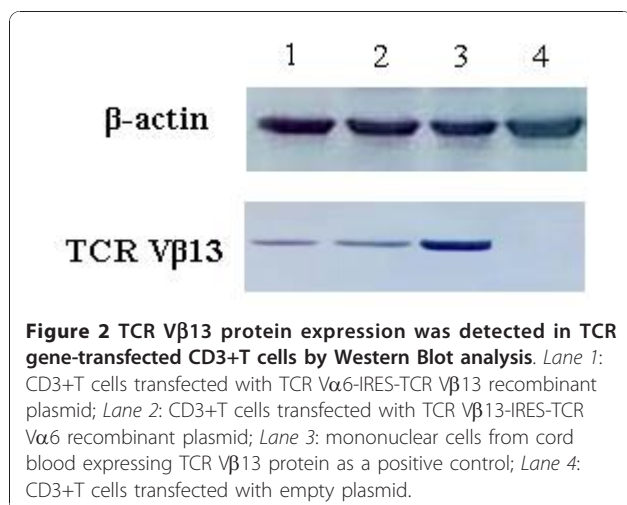 1 2 3 4
β-actin
TCR Vβ13
Figure 2 TCR Vβ13 protein expression was detected in TCR
gene-transfected CD3+T cells by Western Blot analysis. Lane 1:
CD3+T cells transfected with TCR Vα6-IRES-TCR Vβ13 recombinant
plasmid; Lane 2: CD3+T cells transfected with TCR Vβ13-IRES-TCR
Vα6 recombinant plasmid; Lane 3: mononuclear cells from cord
blood expressing TCR Vβ13 protein as a positive control; Lane 4:
CD3+T cells transfected with empty plasmid.